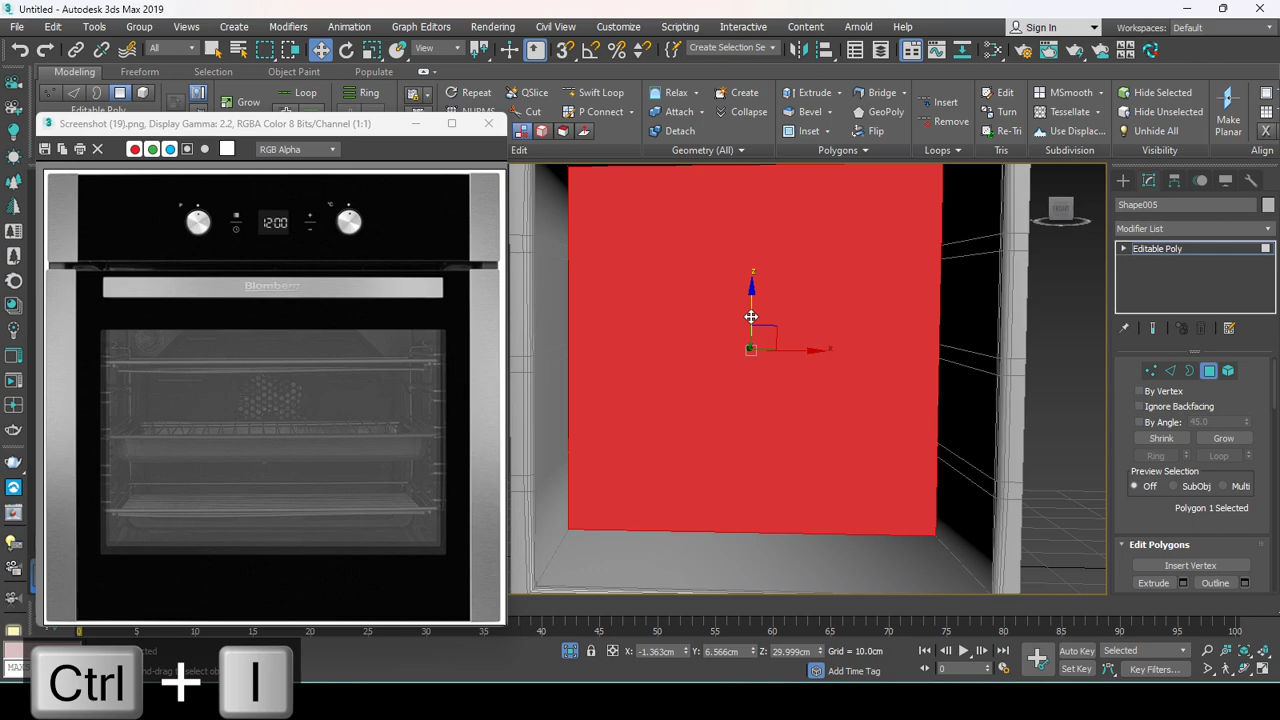 Untitled - Autodesk 3ds Max 2019
File Edit Tools Group Views Create Modifiers Animation Graph Editors Rendering Civil View Customize Scripting Interactive Content Arnold Help Sign In Workspaces: Default
All View Create Selection Se
Modeling Freeform Selection Object Paint Populate
Grow Loop Ring Repeat QSlice Swift Loop Relax Create Extrude Bridge Edit MSmooth Hide Selected
Cut P Connect Attach Collapse Bevel GeoPoly Insert Turn Tessellate Hide Unselected
Detach Inset Flip Remove Re-Tri Use Displac... Unhide All Make Planar
Edit Geometry (All) Polygons Loops Tris Subdivision Visibility Align
Screenshot (19).png, Display Gamma: 2.2, RGBA Color 8 Bits/Channel (1:1)
RGB Alpha
P °C
12:00
Blomberg
z
x
FRONT
X Y Z
Shape005
Modifier List
Editable Poly
By Vertex
Ignore Backfacing
By Angle: 45.0
Shrink Grow
Ring Loop
Preview Selection
Off SubObj Multi
Polygon 1 Selected
Edit Polygons
Insert Vertex
Extrude Outline
0 5 10 15 20 25 30 35 40 45 50 55 60 65 70 75 80 85 90 95 100
X: -1.363cm Y: 6.566cm Z: 29.999cm Grid = 10.0cm
Add Time Tag
0
Auto Key Selected
Set Key Key Filters...
Ctrl + I